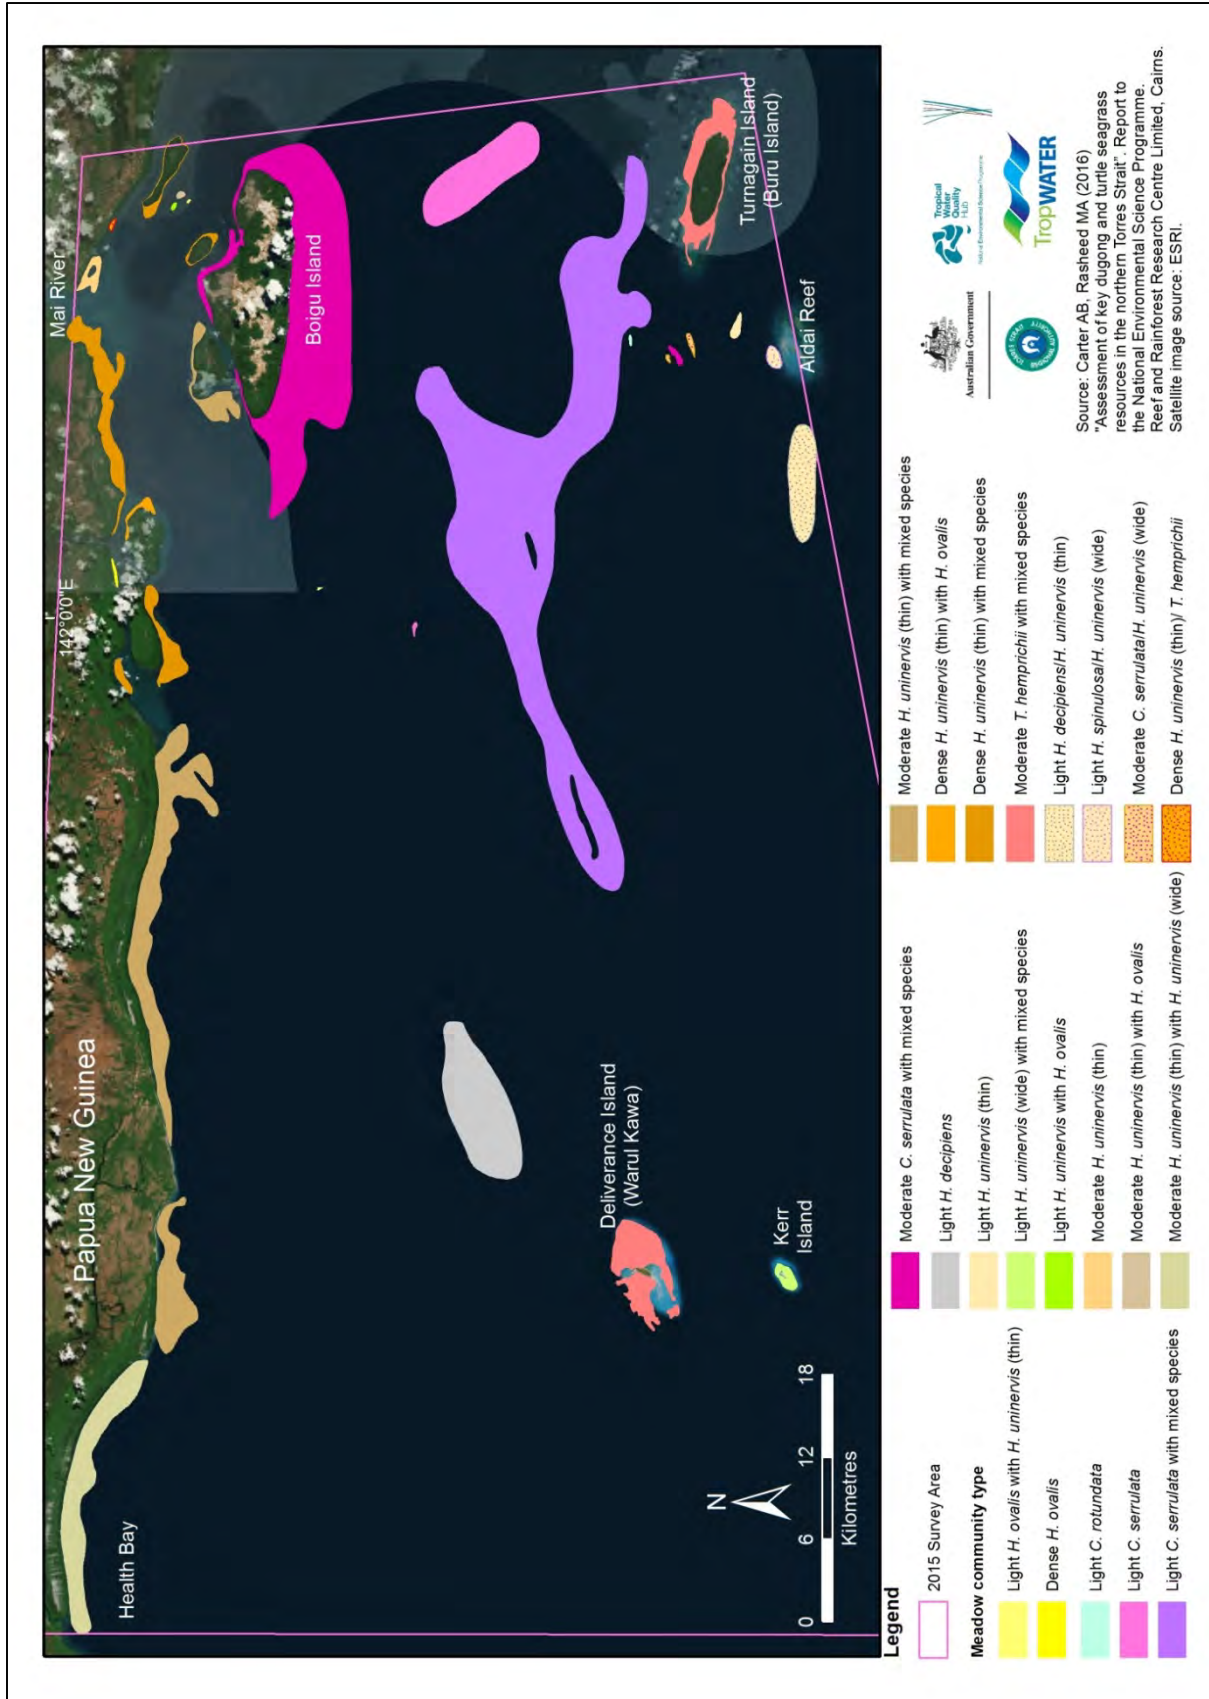 Papua New Guinea
142°0'0"E
Mai River
Health Bay
Boigu Island
Deliverance Island
(Warul Kawa)
Kerr
Island
Turnagain Island
(Buru Island)
Aldai Reef
N
0 6 12 18
Kilometres
Legend
2015 Survey Area
Meadow community type
Light H. ovalis with H. uninervis (thin)
Dense H. ovalis
Light C. rotundata
Light C. serrulata
Light C. serrulata with mixed species
Moderate C. serrulata with mixed species
Light H. decipiens
Light H. uninervis (thin)
Light H. uninervis (wide) with mixed species
Light H. uninervis with H. ovalis
Moderate H. uninervis (thin)
Moderate H. uninervis (thin) with H. ovalis
Moderate H. uninervis (thin) with H. uninervis (wide)
Moderate H. uninervis (thin) with mixed species
Dense H. uninervis (thin) with H. ovalis
Dense H. uninervis (thin) with mixed species
Moderate T. hemprichii with mixed species
Light H. decipiens/H. uninervis (thin)
Light H. spinulosa/H. uninervis (wide)
Moderate C. serrulata/H. uninervis (wide)
Dense H. uninervis (thin)/ T. hemprichii
Australian Government
Tropical
Water
Quality
Hub
National Environmental Science Programme
TORRES STRAIT REGIONAL AUTHORITY
TropWATER
Source: Carter AB, Rasheed MA (2016)
"Assessment of key dugong and turtle seagrass
resources in the northern Torres Strait". Report to
the National Environmental Science Programme.
Reef and Rainforest Research Centre Limited, Cairns.
Satellite image source: ESRI.